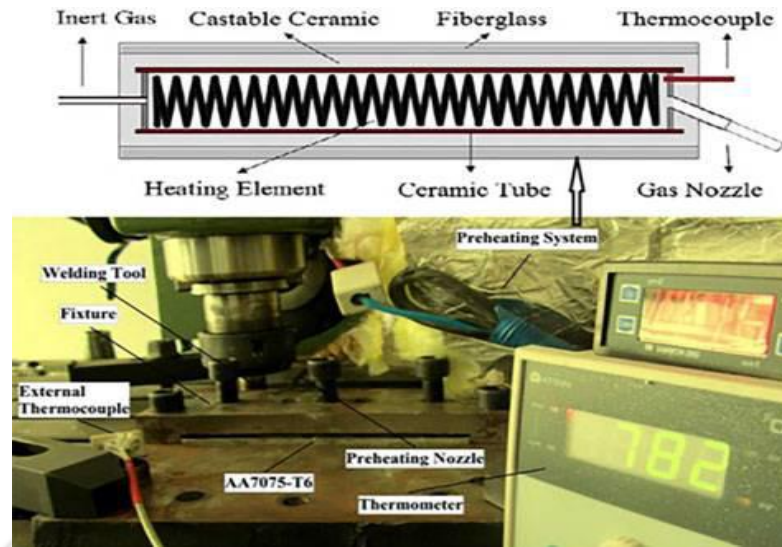 Inert Gas
Castable Ceramic
Fiberglass
Thermocouple
Heating Element
Ceramic Tube
Gas Nozzle
Preheating System
Welding Tool
Fixture
External
Thermocouple
AA7075-T6
Preheating Nozzle
Thermometer
782